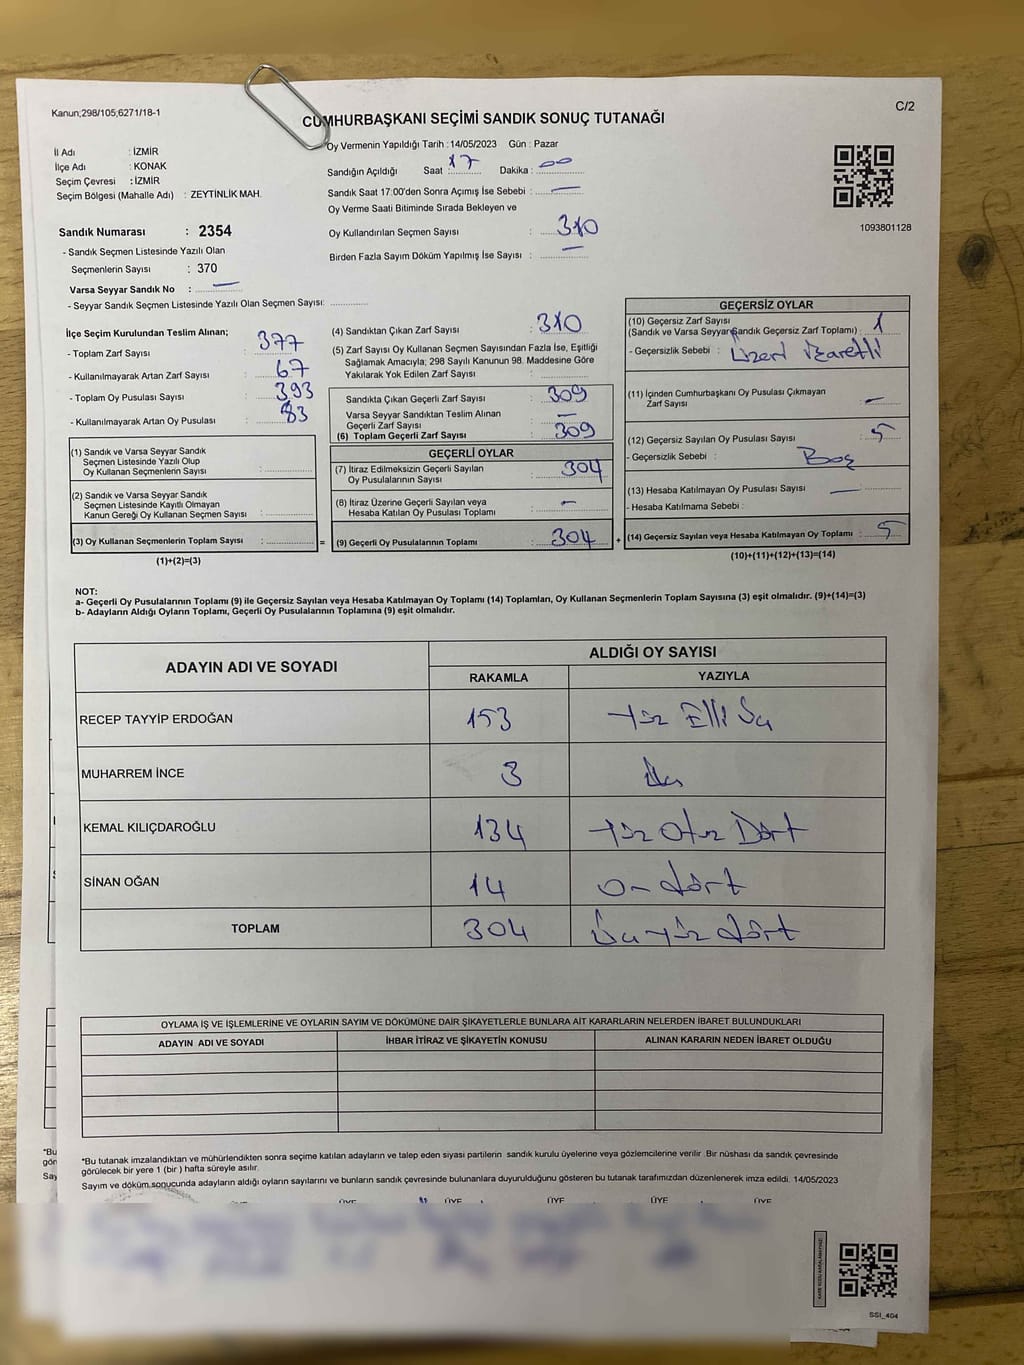 Kanun;298/105;6271/18-1
C/2
CUMHURBAŞKANI SEÇİMİ SANDIK SONUÇ TUTANAĞI
Oy Vermenin Yapıldığı Tarih : 14/05/2023 Gün : Pazar
İl Adı : İZMİR
İlçe Adı : KONAK
Seçim Çevresi : İZMİR
Seçim Bölgesi (Mahalle Adı) : ZEYTİNLİK MAH.
Sandığın Açıldığı Saat 17 Dakika : 00
Sandık Saat 17:00'den Sonra Açımış İse Sebebi : —
Oy Verme Saati Bitiminde Sırada Bekleyen ve
Oy Kullandırılan Seçmen Sayısı : 310
Birden Fazla Sayım Döküm Yapılmış İse Sayısı : —
1093801128
Sandık Numarası : 2354
- Sandık Seçmen Listesinde Yazılı Olan
Seçmenlerin Sayısı : 370
Varsa Seyyar Sandık No : —
- Seyyar Sandık Seçmen Listesinde Yazılı Olan Seçmen Sayısı:
İlçe Seçim Kurulundan Teslim Alınan;
- Toplam Zarf Sayısı : 377
- Kullanılmayarak Artan Zarf Sayısı : 67
- Toplam Oy Pusulası Sayısı : 393
- Kullanılmayarak Artan Oy Pusulası : 83
(1) Sandık ve Varsa Seyyar Sandık
Seçmen Listesinde Yazılı Olup
Oy Kullanan Seçmenlerin Sayısı :
(2) Sandık ve Varsa Seyyar Sandık
Seçmen Listesinde Kayıtlı Olmayan
Kanun Gereği Oy Kullanan Seçmen Sayısı :
(3) Oy Kullanan Seçmenlerin Toplam Sayısı : =
(1)+(2)=(3)
(4) Sandıktan Çıkan Zarf Sayısı : 310
(5) Zarf Sayısı Oy Kullanan Seçmen Sayısından Fazla İse, Eşitliği
Sağlamak Amacıyla; 298 Sayılı Kanunun 98. Maddesine Göre
Yakılarak Yok Edilen Zarf Sayısı :
Sandıkta Çıkan Geçerli Zarf Sayısı : 309
Varsa Seyyar Sandıktan Teslim Alınan
Geçerli Zarf Sayısı : —
(6) Toplam Geçerli Zarf Sayısı : 309
GEÇERLİ OYLAR
(7) İtiraz Edilmeksizin Geçerli Sayılan
Oy Pusulalarının Sayısı : 304
(8) İtiraz Üzerine Geçerli Sayılan veya
Hesaba Katılan Oy Pusulası Toplamı : —
(9) Geçerli Oy Pusulalarının Toplamı : 304 +
GEÇERSİZ OYLAR
(10) Geçersiz Zarf Sayısı
(Sandık ve Varsa Seyyar Sandık Geçersiz Zarf Toplamı) : 1
- Geçersizlik Sebebi : Üzeri işaretli
(11) İçinden Cumhurbaşkanı Oy Pusulası Çıkmayan
Zarf Sayısı : —
(12) Geçersiz Sayılan Oy Pusulası Sayısı : 5
- Geçersizlik Sebebi : Boş
(13) Hesaba Katılmayan Oy Pusulası Sayısı : —
- Hesaba Katılmama Sebebi :
(14) Geçersiz Sayılan veya Hesaba Katılmayan Oy Toplamı : 5
(10)+(11)+(12)+(13)=(14)
NOT:
a- Geçerli Oy Pusulalarının Toplamı (9) ile Geçersiz Sayılan veya Hesaba Katılmayan Oy Toplamı (14) Toplamları, Oy Kullanan Seçmenlerin Toplam Sayısına (3) eşit olmalıdır. (9)+(14)=(3)
b- Adayların Aldığı Oyların Toplamı, Geçerli Oy Pusulalarının Toplamına (9) eşit olmalıdır.
ADAYIN ADI VE SOYADI
ALDIĞI OY SAYISI
RAKAMLA YAZIYLA
RECEP TAYYİP ERDOĞAN 153 Yüz Elli Üç
MUHARREM İNCE 3 Üç
KEMAL KILIÇDAROĞLU 134 Yüz Otuz Dört
SİNAN OĞAN 14 On dört
TOPLAM 304 Üç yüz dört
OYLAMA İŞ VE İŞLEMLERİNE VE OYLARIN SAYIM VE DÖKÜMÜNE DAİR ŞİKAYETLERLE BUNLARA AİT KARARLARIN NELERDEN İBARET BULUNDUKLARI
ADAYIN ADI VE SOYADI İHBAR İTİRAZ VE ŞİKAYETİN KONUSU ALINAN KARARIN NEDEN İBARET OLDUĞU
*Bu tutanak imzalandıktan ve mühürlendikten sonra seçime katılan adayların ve talep eden siyasi partilerin sandık kurulu üyelerine veya gözlemcilerine verilir .Bir nüshası da sandık çevresinde
görülecek bir yere 1 (bir ) hafta süreyle asılır.
Sayım ve döküm sonucunda adayların aldığı oyların sayılarını ve bunların sandık çevresinde bulunanlara duyurulduğunu gösteren bu tutanak tarafımızdan düzenlenerek imza edildi. 14/05/2023
ÜYE ÜYE ÜYE ÜYE ÜYE
SSI_404